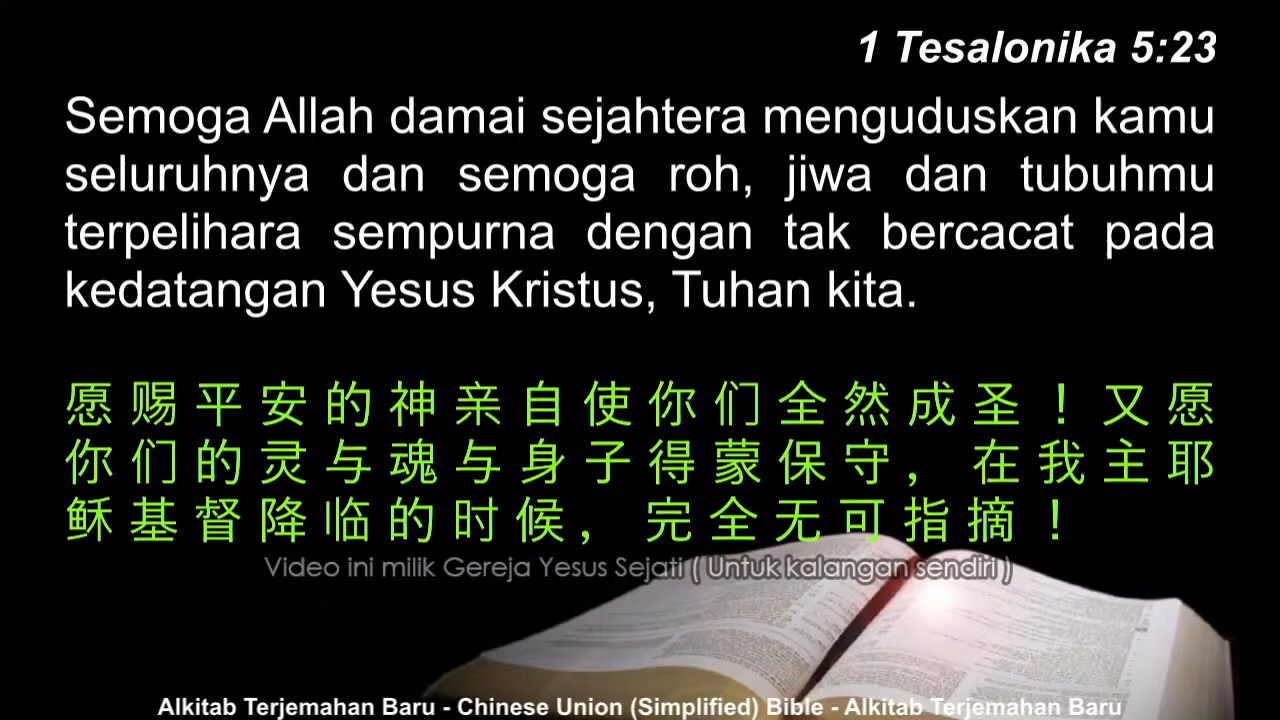 1 Tesalonika 5:23
Semoga Allah damai sejahtera menguduskan kamu
seluruhnya dan semoga roh, jiwa dan tubuhmu
terpelihara sempurna dengan tak bercacat pada
kedatangan Yesus Kristus, Tuhan kita.
愿赐平安的神亲自使你们全然成圣！又愿
你们的灵与魂与身子得蒙保守，在我主耶
稣基督降临的时候，完全无可指摘！
Video ini milik Gereja Yesus Sejati ( Untuk kalangan sendiri )
Alkitab Terjemahan Baru - Chinese Union (Simplified) Bible - Alkitab Terjemahan Baru